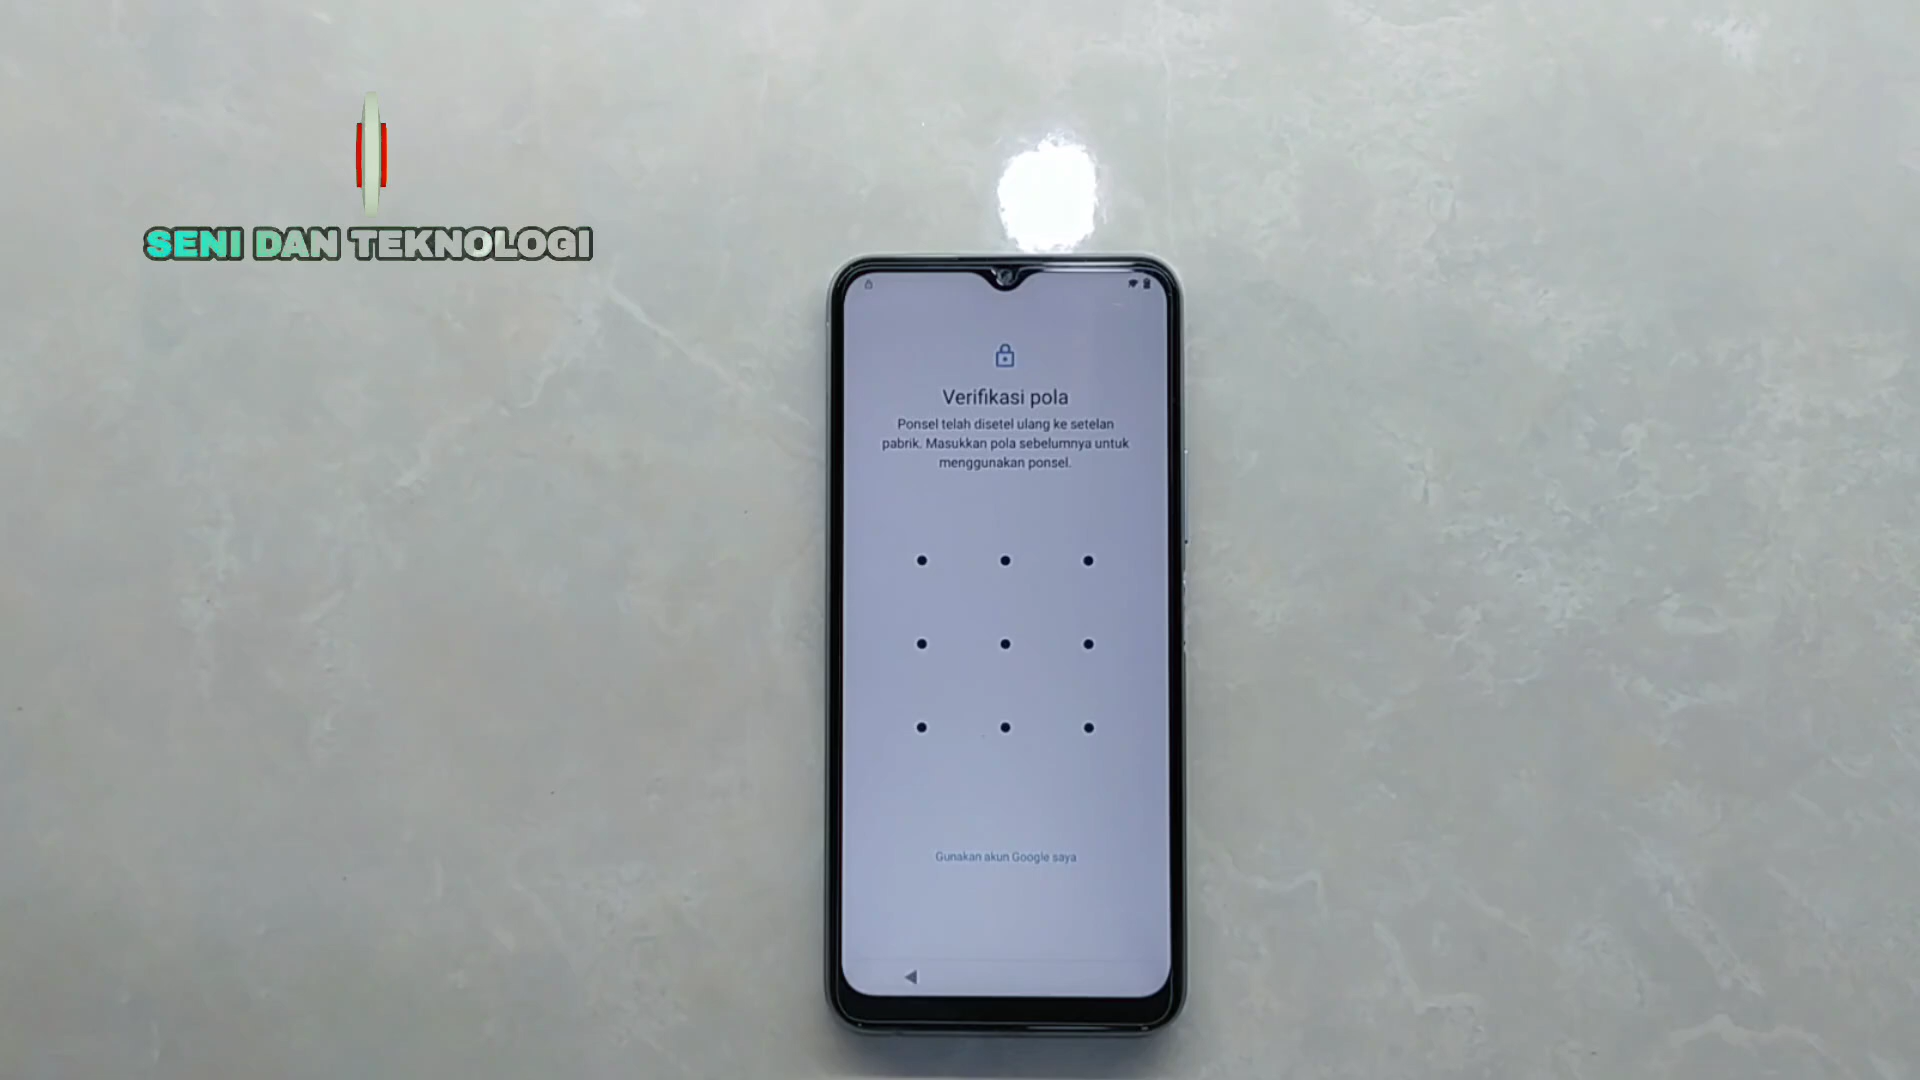 SENI DAN TEKNOLOGI
Verifikasi pola
Ponsel telah disetel ulang ke setelan
pabrik. Masukkan pola sebelumnya untuk
menggunakan ponsel.
Gunakan akun Google saya